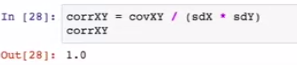 In [28]: corrXY = covXY / (sdX * sdY)
corrXY
Out[28]: 1.0